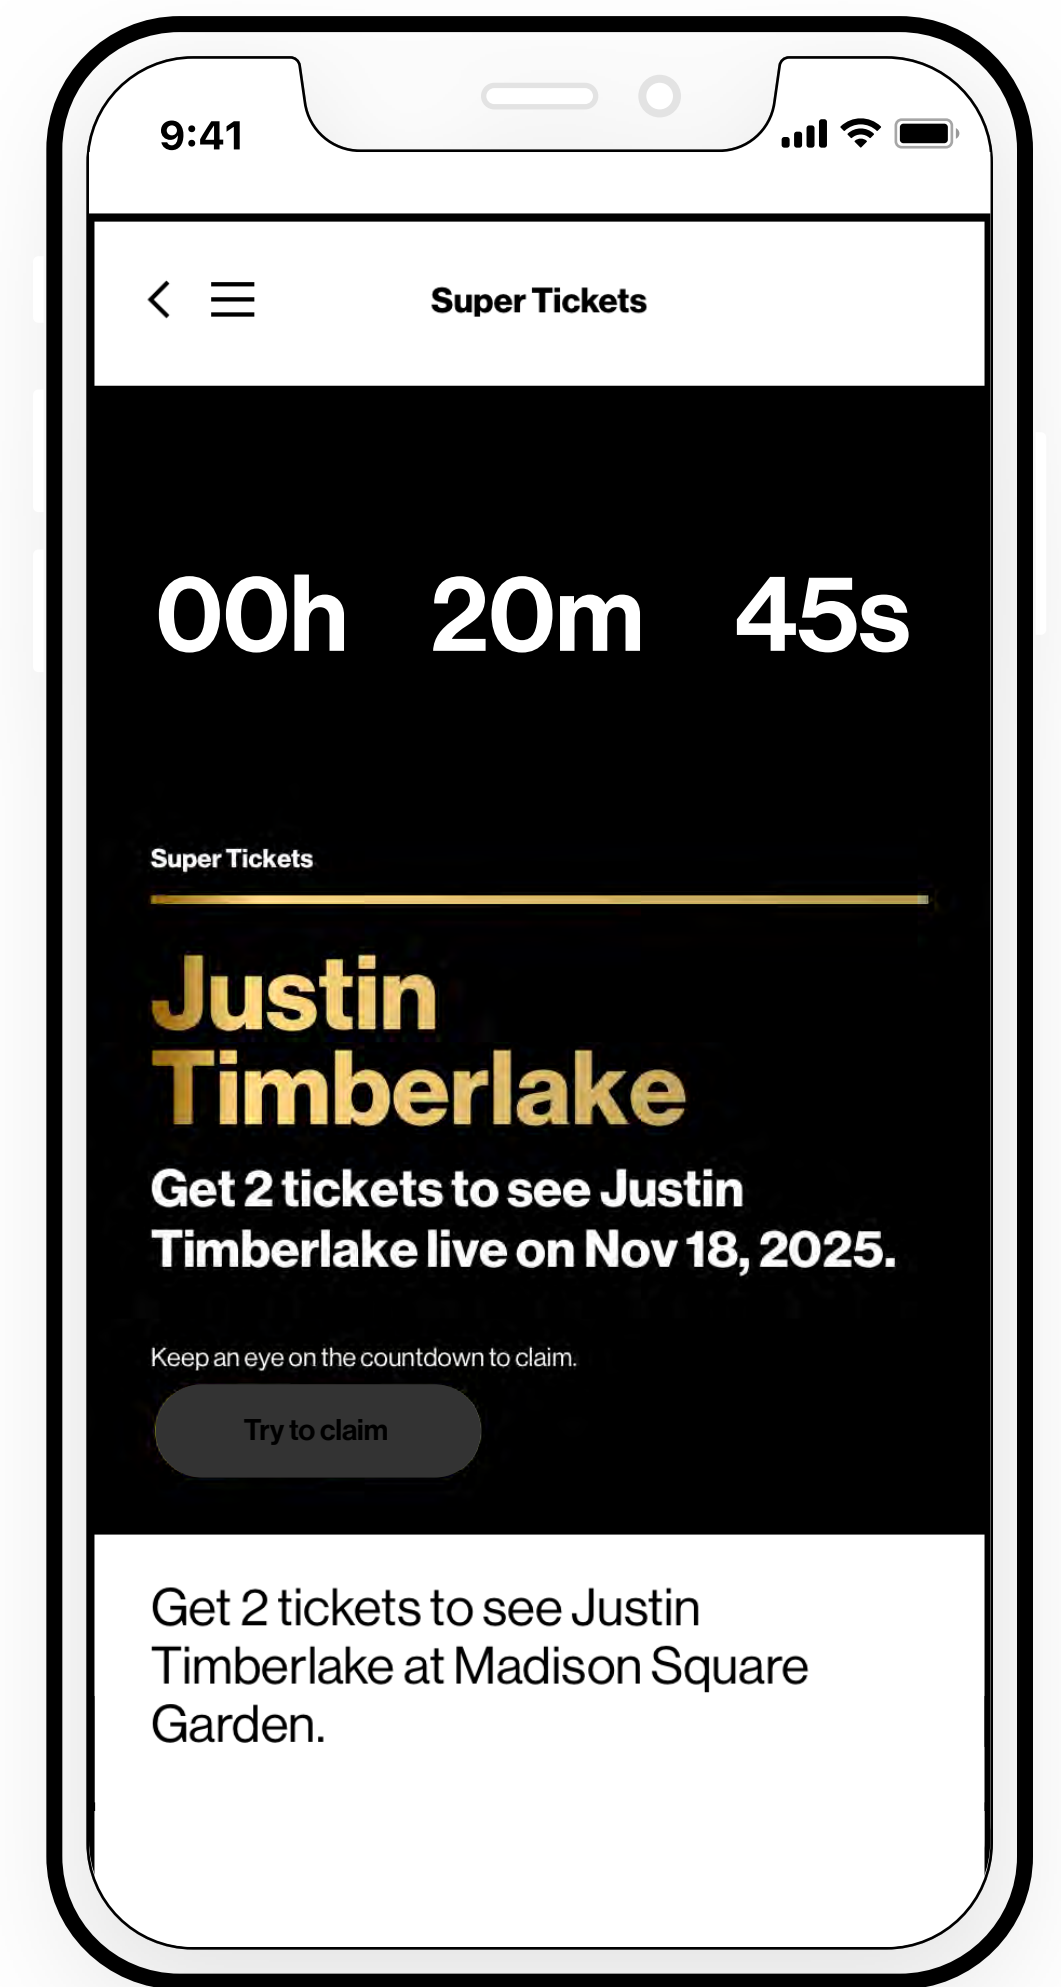 9:41
Super Tickets
00h 20m 45s
Super Tickets
Justin
Timberlake
Get 2 tickets to see Justin
Timberlake live on Nov 18, 2025.
Keep an eye on the countdown to claim.
Try to claim
Get 2 tickets to see Justin
Timberlake at Madison Square
Garden.